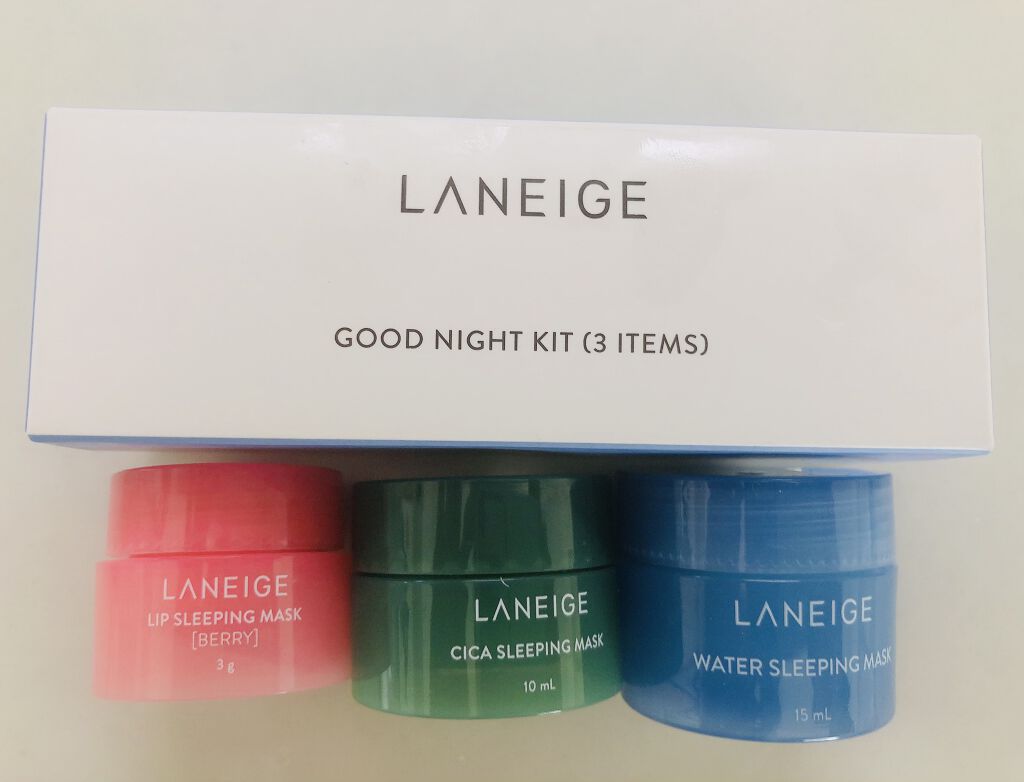 LANEIGE
GOOD NIGHT KIT (3 ITEMS)
LANEIGE
LIP SLEEPING MASK
[BERRY]
3 g
LANEIGE
CICA SLEEPING MASK
10 mL
LANEIGE
WATER SLEEPING MASK
15 mL